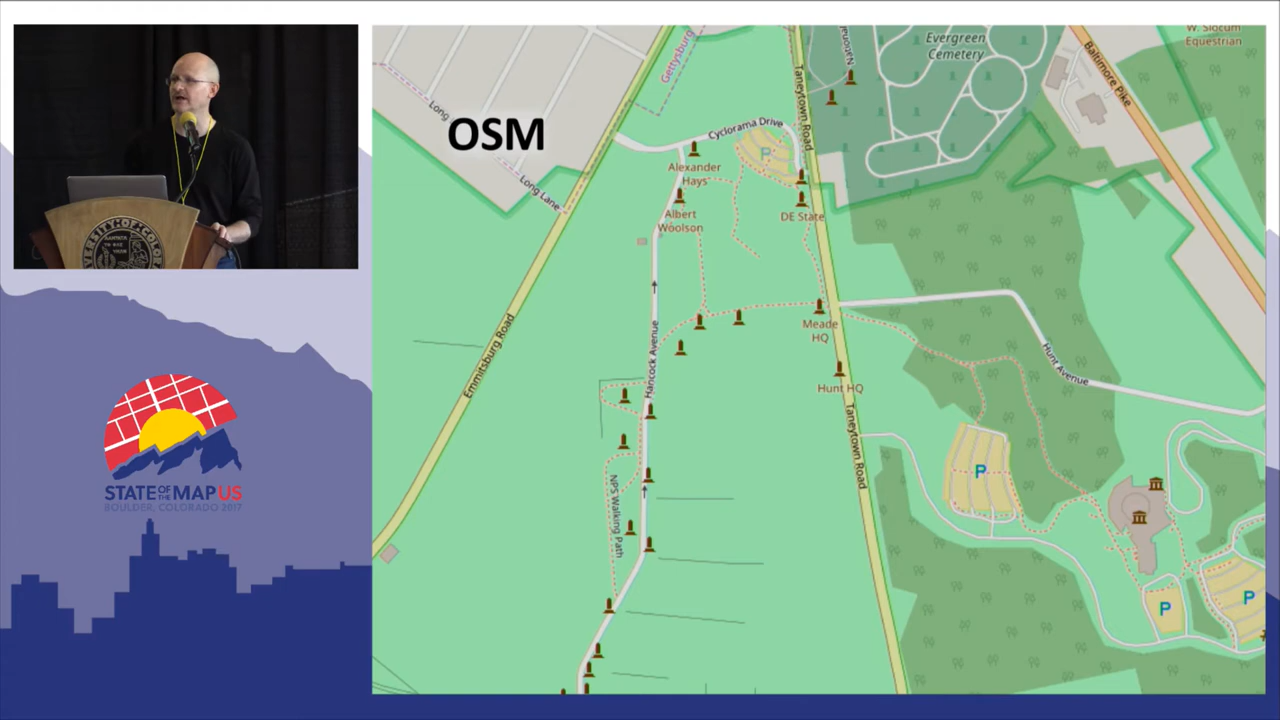 OSM
Gettysburg
Long
Long Lane
Emmitsburg Road
Cyclorama Drive
Taneytown Road
P
Alexander
Hays
Albert
Woolson
DE State
National
Evergreen
Cemetery
W. Slocum
Equestrian
Baltimore Pike
Hancock Avenue
Meade
HQ
Hunt HQ
Hunt Avenue
Taneytown Road
NPS Walking Path
P
P
P
STATE OF THE MAP US
BOULDER, COLORADO 2017